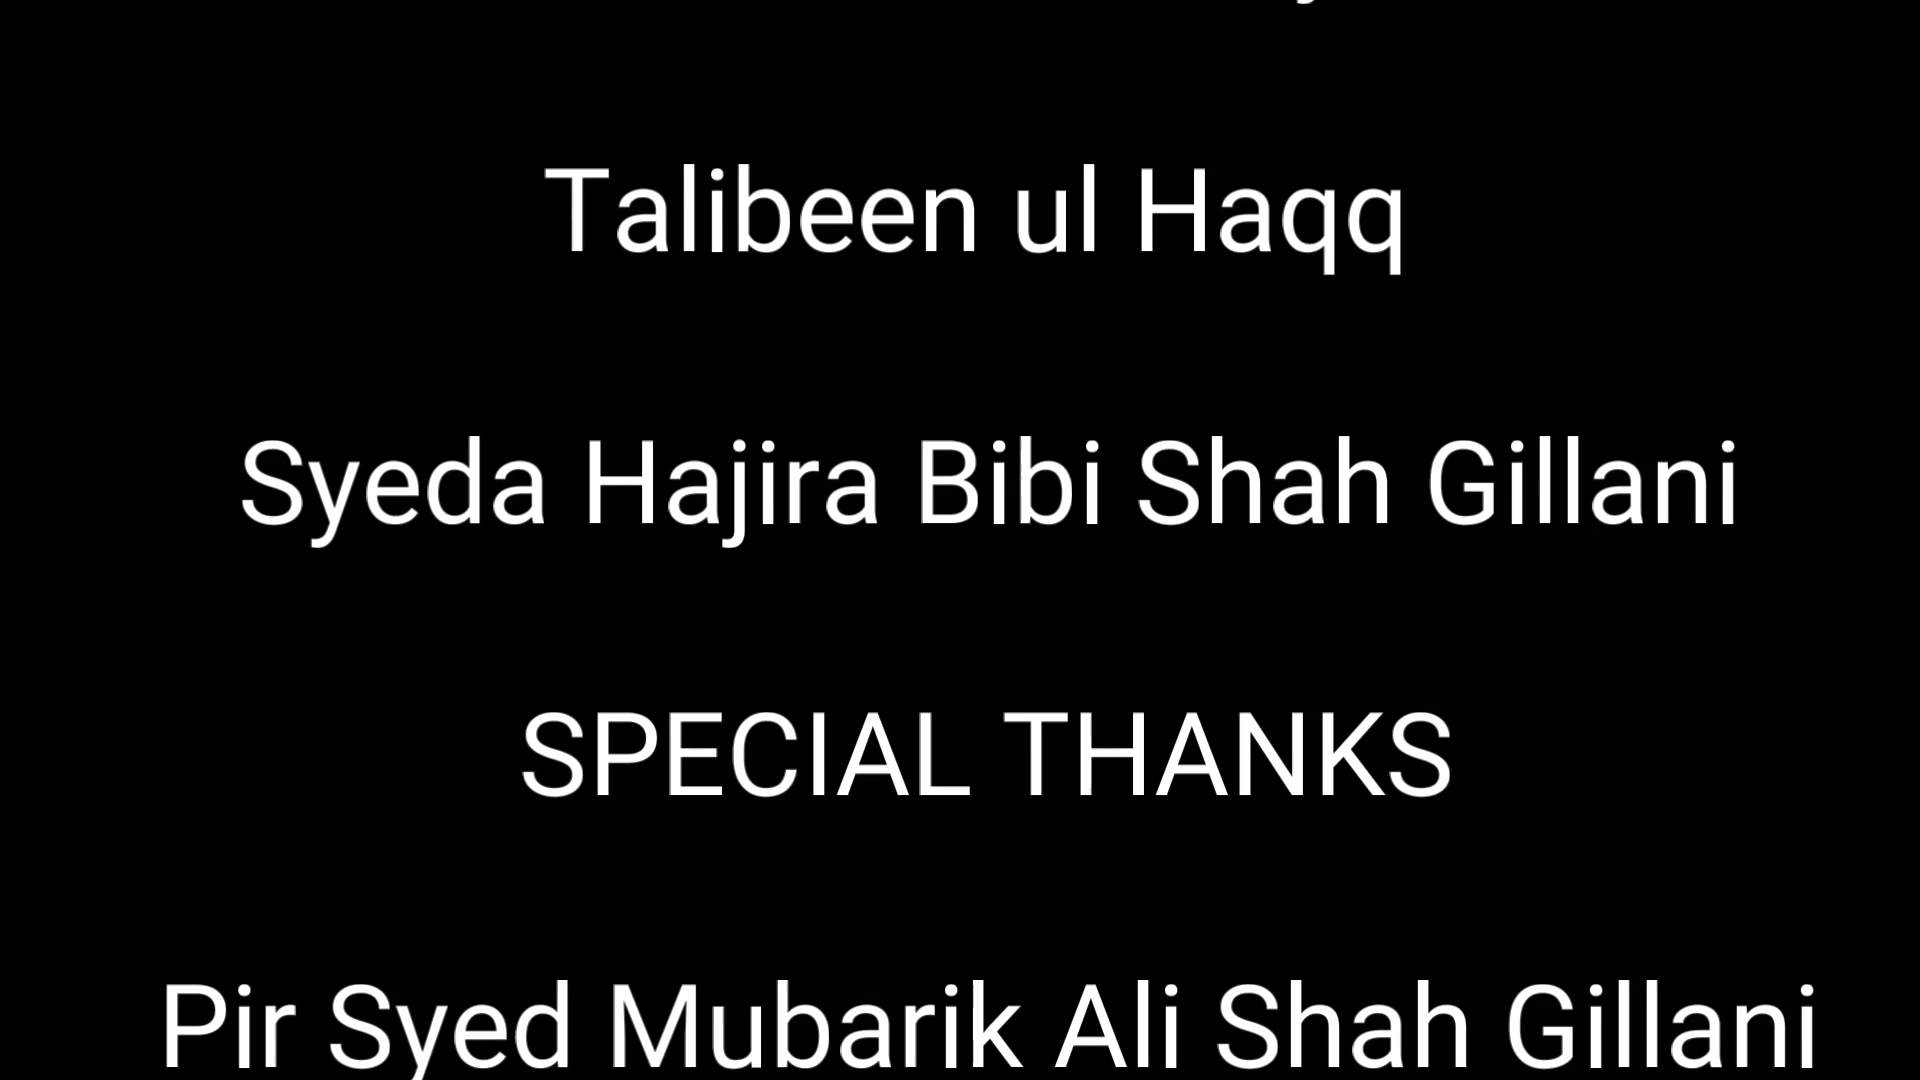 Talibeen ul Haqq
Syeda Hajira Bibi Shah Gillani
SPECIAL THANKS
Pir Syed Mubarik Ali Shah Gillani